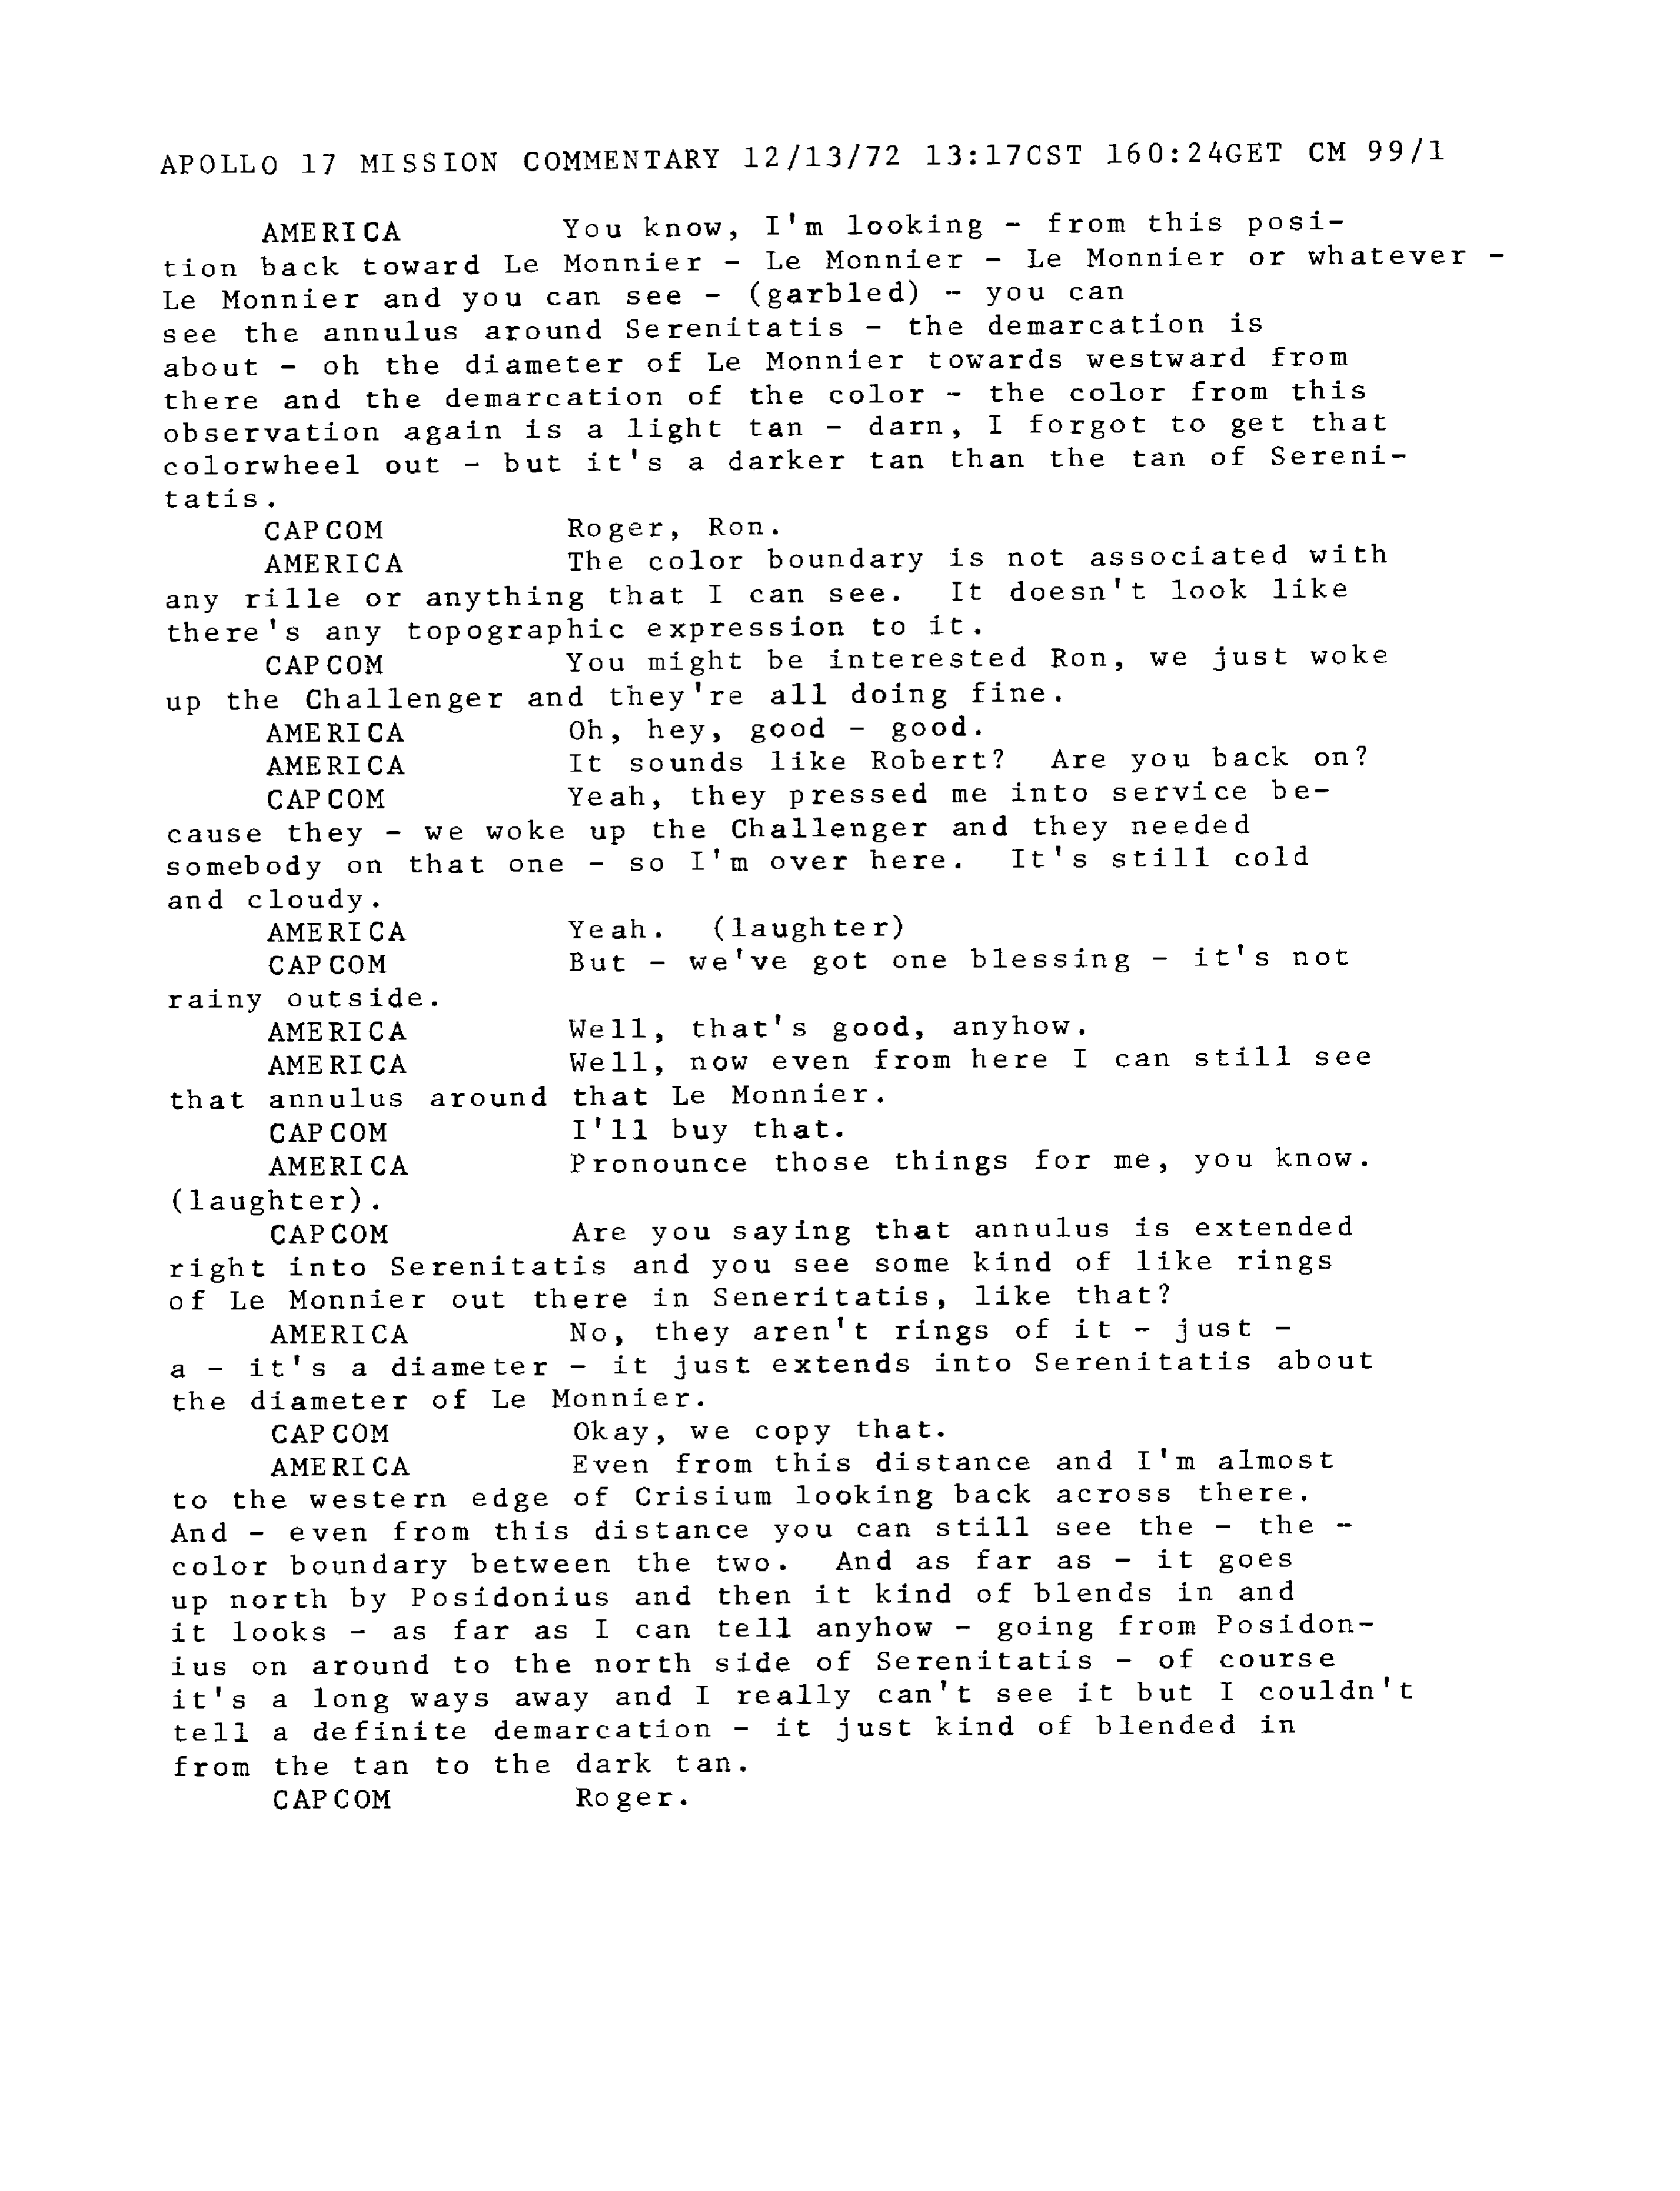 APOLLO 17 MISSION COMMENTARY 12/13/72 13:17CST 160:24GET CM 99/1
AMERICA You know, I'm looking - from this posi-
tion back toward Le Monnier - Le Monnier - Le Monnier or whatever -
Le Monnier and you can see - (garbled) - you can
see the annulus around Serenitatis - the demarcation is
about - oh the diameter of Le Monnier towards westward from
there and the demarcation of the color - the color from this
observation again is a light tan - darn, I forgot to get that
colorwheel out - but it's a darker tan than the tan of Sereni-
tatis.
CAPCOM Roger, Ron.
AMERICA The color boundary is not associated with
any rille or anything that I can see. It doesn't look like
there's any topographic expression to it.
CAPCOM You might be interested Ron, we just woke
up the Challenger and they're all doing fine.
AMERICA Oh, hey, good - good.
AMERICA It sounds like Robert? Are you back on?
CAPCOM Yeah, they pressed me into service be-
cause they - we woke up the Challenger and they needed
somebody on that one - so I'm over here. It's still cold
and cloudy.
AMERICA Yeah. (laughter)
CAPCOM But - we've got one blessing - it's not
rainy outside.
AMERICA Well, that's good, anyhow.
AMERICA Well, now even from here I can still see
that annulus around that Le Monnier.
CAPCOM I'll buy that.
AMERICA Pronounce those things for me, you know.
(laughter).
CAPCOM Are you saying that annulus is extended
right into Serenitatis and you see some kind of like rings
of Le Monnier out there in Seneritatis, like that?
AMERICA No, they aren't rings of it - just -
a - it's a diameter - it just extends into Serenitatis about
the diameter of Le Monnier.
CAPCOM Okay, we copy that.
AMERICA Even from this distance and I'm almost
to the western edge of Crisium looking back across there.
And - even from this distance you can still see the - the -
color boundary between the two. And as far as - it goes
up north by Posidonius and then it kind of blends in and
it looks - as far as I can tell anyhow - going from Posidon-
ius on around to the north side of Serenitatis - of course
it's a long ways away and I really can't see it but I couldn't
tell a definite demarcation - it just kind of blended in
from the tan to the dark tan.
CAPCOM Roger.